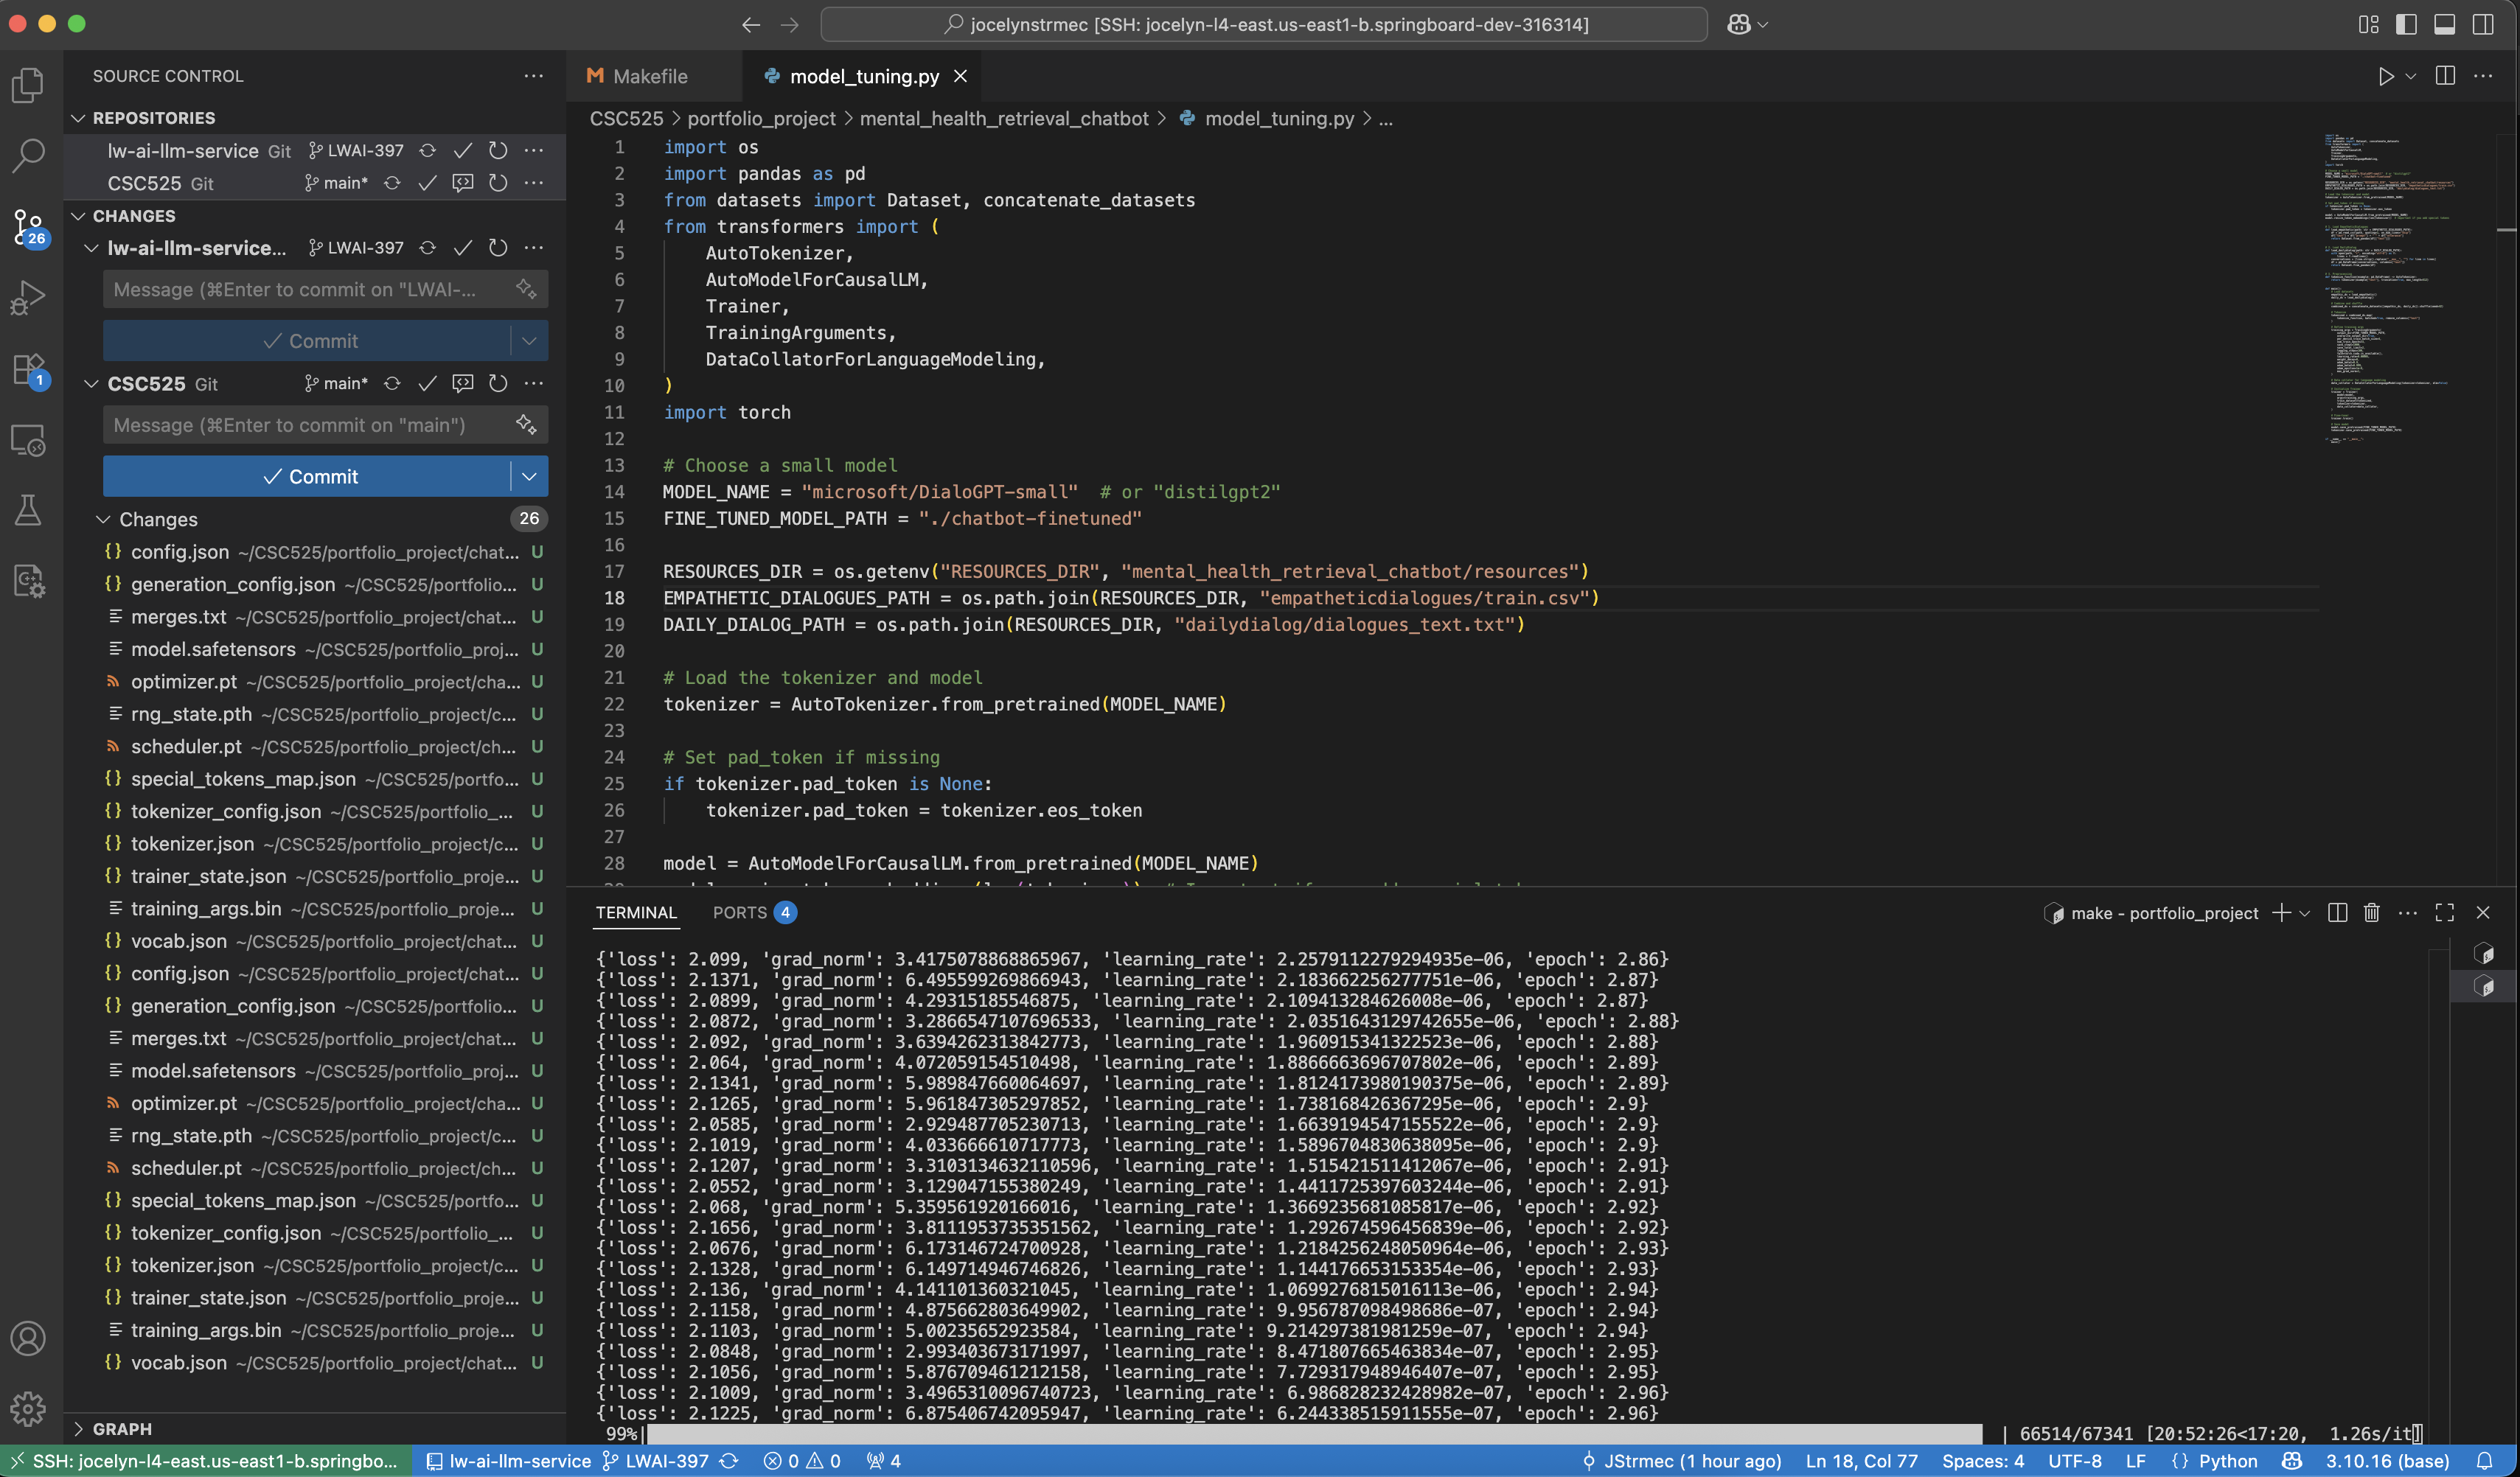 jocelynstrmec [SSH: jocelyn-l4-east.us-east1-b.springboard-dev-316314]
SOURCE CONTROL
REPOSITORIES
lw-ai-llm-service Git LWAI-397
CSC525 Git main*
CHANGES
lw-ai-llm-service... LWAI-397
Message (⌘Enter to commit on "LWAI-...
Commit
CSC525 Git main*
Message (⌘Enter to commit on "main")
Commit
Changes 26
config.json ~/CSC525/portfolio_project/chat... U
generation_config.json ~/CSC525/portfolio... U
merges.txt ~/CSC525/portfolio_project/chat... U
model.safetensors ~/CSC525/portfolio_proj... U
optimizer.pt ~/CSC525/portfolio_project/cha... U
rng_state.pth ~/CSC525/portfolio_project/c... U
scheduler.pt ~/CSC525/portfolio_project/ch... U
special_tokens_map.json ~/CSC525/portfo... U
tokenizer_config.json ~/CSC525/portfolio_... U
tokenizer.json ~/CSC525/portfolio_project/c... U
trainer_state.json ~/CSC525/portfolio_proje... U
training_args.bin ~/CSC525/portfolio_proje... U
vocab.json ~/CSC525/portfolio_project/chat... U
config.json ~/CSC525/portfolio_project/chat... U
generation_config.json ~/CSC525/portfolio... U
merges.txt ~/CSC525/portfolio_project/chat... U
model.safetensors ~/CSC525/portfolio_proj... U
optimizer.pt ~/CSC525/portfolio_project/cha... U
rng_state.pth ~/CSC525/portfolio_project/c... U
scheduler.pt ~/CSC525/portfolio_project/ch... U
special_tokens_map.json ~/CSC525/portfo... U
tokenizer_config.json ~/CSC525/portfolio_... U
tokenizer.json ~/CSC525/portfolio_project/c... U
trainer_state.json ~/CSC525/portfolio_proje... U
training_args.bin ~/CSC525/portfolio_proje... U
vocab.json ~/CSC525/portfolio_project/chat... U
GRAPH
26
1
Makefile
model_tuning.py
CSC525 > portfolio_project > mental_health_retrieval_chatbot > model_tuning.py > ...
1 import os
2 import pandas as pd
3 from datasets import Dataset, concatenate_datasets
4 from transformers import (
5 AutoTokenizer,
6 AutoModelForCausalLM,
7 Trainer,
8 TrainingArguments,
9 DataCollatorForLanguageModeling,
10 )
11 import torch
12
13 # Choose a small model
14 MODEL_NAME = "microsoft/DialoGPT-small" # or "distilgpt2"
15 FINE_TUNED_MODEL_PATH = "./chatbot-finetuned"
16
17 RESOURCES_DIR = os.getenv("RESOURCES_DIR", "mental_health_retrieval_chatbot/resources")
18 EMPATHETIC_DIALOGUES_PATH = os.path.join(RESOURCES_DIR, "empatheticdialogues/train.csv")
19 DAILY_DIALOG_PATH = os.path.join(RESOURCES_DIR, "dailydialog/dialogues_text.txt")
20
21 # Load the tokenizer and model
22 tokenizer = AutoTokenizer.from_pretrained(MODEL_NAME)
23
24 # Set pad_token if missing
25 if tokenizer.pad_token is None:
26 tokenizer.pad_token = tokenizer.eos_token
27
28 model = AutoModelForCausalLM.from_pretrained(MODEL_NAME)
TERMINAL PORTS 4
make - portfolio_project
{'loss': 2.099, 'grad_norm': 3.4175078868865967, 'learning_rate': 2.2579112279294935e-06, 'epoch': 2.86}
{'loss': 2.1371, 'grad_norm': 6.495599269866943, 'learning_rate': 2.183662256277751e-06, 'epoch': 2.87}
{'loss': 2.0899, 'grad_norm': 4.29315185546875, 'learning_rate': 2.109413284626008e-06, 'epoch': 2.87}
{'loss': 2.0872, 'grad_norm': 3.2866547107696533, 'learning_rate': 2.0351643129742655e-06, 'epoch': 2.88}
{'loss': 2.092, 'grad_norm': 3.6394262313842773, 'learning_rate': 1.960915341322523e-06, 'epoch': 2.88}
{'loss': 2.064, 'grad_norm': 4.072059154510498, 'learning_rate': 1.8866663696707802e-06, 'epoch': 2.89}
{'loss': 2.1341, 'grad_norm': 5.989847660064697, 'learning_rate': 1.8124173980190375e-06, 'epoch': 2.89}
{'loss': 2.1265, 'grad_norm': 5.961847305297852, 'learning_rate': 1.738168426367295e-06, 'epoch': 2.9}
{'loss': 2.0585, 'grad_norm': 2.929487705230713, 'learning_rate': 1.6639194547155522e-06, 'epoch': 2.9}
{'loss': 2.1019, 'grad_norm': 4.033666610717773, 'learning_rate': 1.5896704830638095e-06, 'epoch': 2.9}
{'loss': 2.1207, 'grad_norm': 3.3103134632110596, 'learning_rate': 1.515421511412067e-06, 'epoch': 2.91}
{'loss': 2.0552, 'grad_norm': 3.129047155380249, 'learning_rate': 1.4411725397603244e-06, 'epoch': 2.91}
{'loss': 2.068, 'grad_norm': 5.359561920166016, 'learning_rate': 1.3669235681085817e-06, 'epoch': 2.92}
{'loss': 2.1656, 'grad_norm': 3.8111953735351562, 'learning_rate': 1.292674596456839e-06, 'epoch': 2.92}
{'loss': 2.0676, 'grad_norm': 6.173146724700928, 'learning_rate': 1.2184256248050964e-06, 'epoch': 2.93}
{'loss': 2.1328, 'grad_norm': 6.149714946746826, 'learning_rate': 1.144176653153354e-06, 'epoch': 2.93}
{'loss': 2.136, 'grad_norm': 4.141101360321045, 'learning_rate': 1.0699276815016113e-06, 'epoch': 2.94}
{'loss': 2.1158, 'grad_norm': 4.875662803649902, 'learning_rate': 9.956787098498686e-07, 'epoch': 2.94}
{'loss': 2.1103, 'grad_norm': 5.00235652923584, 'learning_rate': 9.214297381981259e-07, 'epoch': 2.94}
{'loss': 2.0848, 'grad_norm': 2.993403673171997, 'learning_rate': 8.471807665463834e-07, 'epoch': 2.95}
{'loss': 2.1056, 'grad_norm': 5.876709461212158, 'learning_rate': 7.729317948946407e-07, 'epoch': 2.95}
{'loss': 2.1009, 'grad_norm': 3.4965310096740723, 'learning_rate': 6.986828232428982e-07, 'epoch': 2.96}
{'loss': 2.1225, 'grad_norm': 6.875406742095947, 'learning_rate': 6.244338515911555e-07, 'epoch': 2.96}
99%| | 66514/67341 [20:52:26<17:20, 1.26s/it]
SSH: jocelyn-l4-east.us-east1-b.springbo... lw-ai-llm-service LWAI-397 0 0 4 JStrmec (1 hour ago) Ln 18, Col 77 Spaces: 4 UTF-8 LF {} Python 3.10.16 (base)